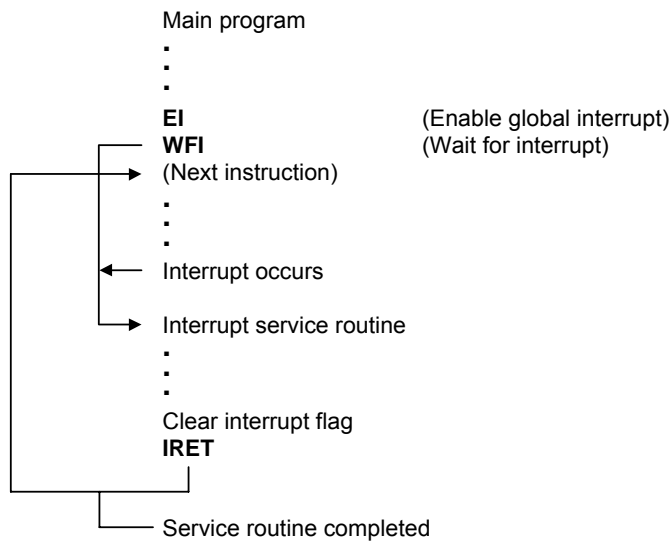 Main program
EI (Enable global interrupt)
WFI (Wait for interrupt)
(Next instruction)
Interrupt occurs
Interrupt service routine
Clear interrupt flag
IRET
Service routine completed